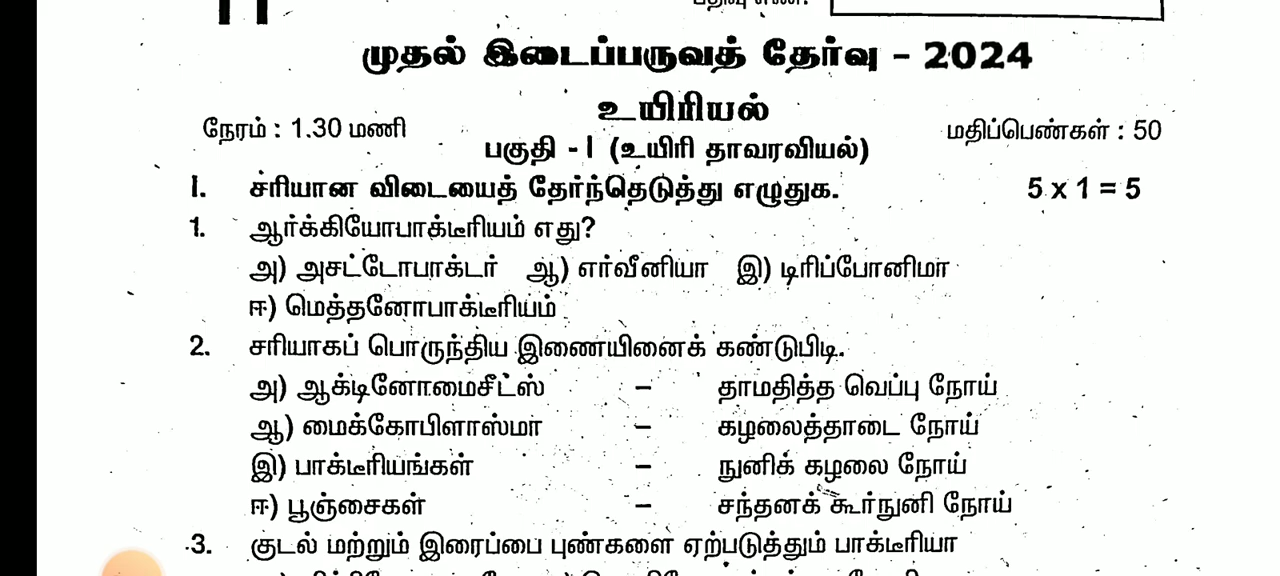 முதல் இடைப்பருவத் தேர்வு - 2024
உயிரியல்
நேரம் : 1.30 மணி மதிப்பெண்கள் : 50
பகுதி - I (உயிரி தாவரவியல்)
I. சரியான விடையைத் தேர்ந்தெடுத்து எழுதுக. 5 x 1 = 5
1. ஆர்க்கியோபாக்டீரியம் எது?
அ) அசட்டோபாக்டர் ஆ) எர்வீனியா இ) டிரிப்போனிமா
ஈ) மெத்தனோபாக்டீரியம்
2. சரியாகப் பொருந்திய இணையினைக் கண்டுபிடி.
அ) ஆக்டினோமைசீட்ஸ் – தாமதித்த வெப்பு நோய்
ஆ) மைக்கோபிளாஸ்மா – கழலைத்தாடை நோய்
இ) பாக்டீரியங்கள் – நுனிக் கழலை நோய்
ஈ) பூஞ்சைகள் – சந்தனக் கூர்நுனி நோய்
3. குடல் மற்றும் இரைப்பை புண்களை ஏற்படுத்தும் பாக்டீரியா